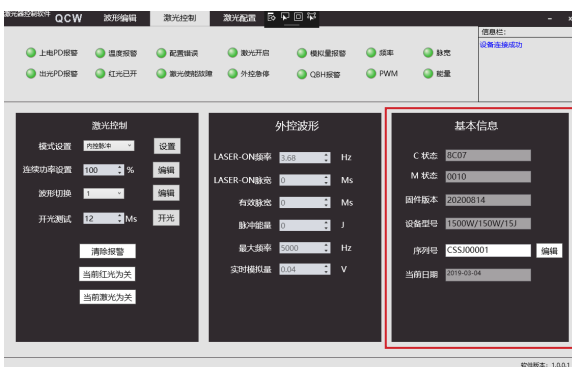 激光器控制软件 QCW 波形编辑 激光控制 激光配置
信息栏:
设备连接成功
上电PD报警 温度报警 配置错误 激光开启 模拟量报警 频率 脉宽
出光PD报警 红光已开 激光使能故障 外控急停 QBH报警 PWM 能量
激光控制
模式设置 内控脉冲 设置
连续功率设置 100 % 编辑
波形切换 1 编辑
开光测试 12 Ms 开光
清除报警
当前红光为关
当前激光为关
外控波形
LASER-ON频率 3.68 Hz
LASER-ON脉宽 0 Ms
有效脉宽 0 Ms
脉冲能量 0 J
最大频率 5000 Hz
实时模拟量 0.04 V
基本信息
C 状态 8C07
M 状态 0010
固件版本 20200814
设备型号 1500W/150W/15J
序列号 CSSJ00001 编辑
当前日期 2019-03-04
软件版本: 1.0.0.1